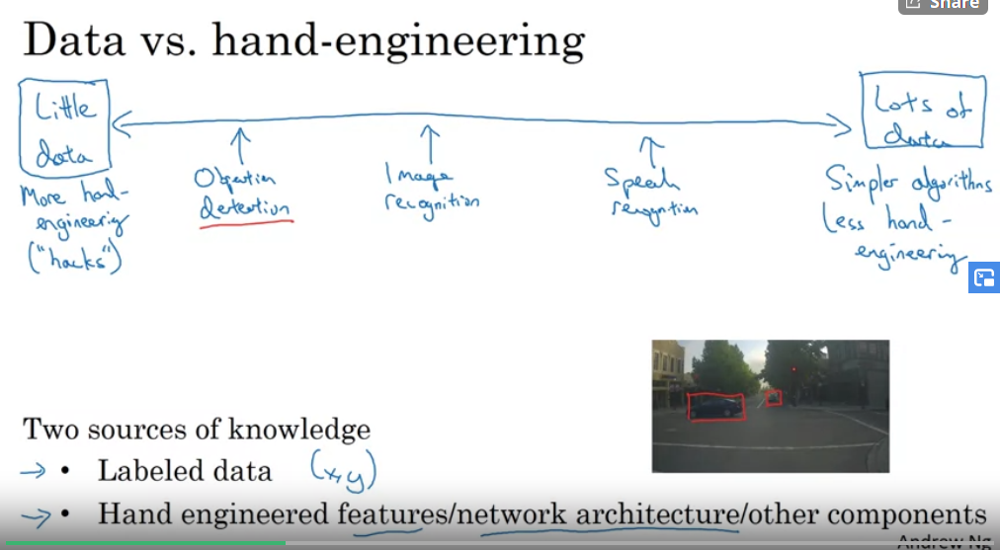 Share
Data vs. hand-engineering
Little
data
Lots of
data
More hand-
engineering
("hacks")
Object
detection
Image
recognition
Speech
recognition
Simpler algorithms
Less hand-
engineering
Two sources of knowledge
→ • Labeled data (x,y)
→ • Hand engineered features/network architecture/other components
Andrew Ng